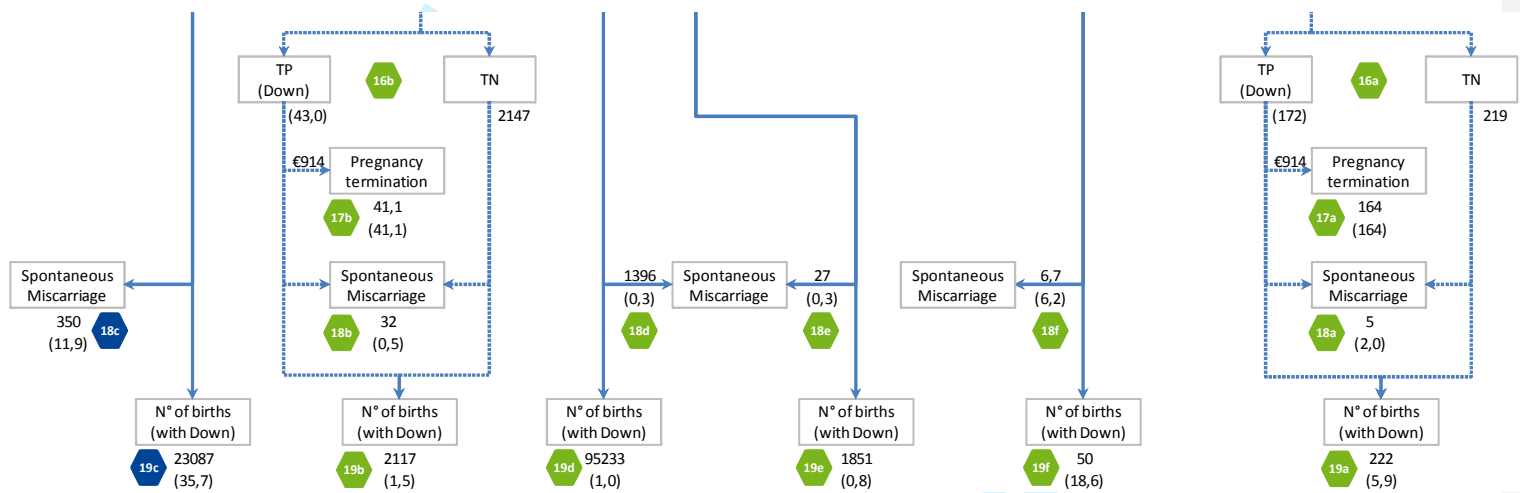 TP
(Down)
16b
TN
TP
(Down)
16a
TN
(43,0)
2147
(172)
219
€914
Pregnancy
termination
€914
Pregnancy
termination
17b
41,1
(41,1)
17a
164
(164)
Spontaneous
Miscarriage
Spontaneous
Miscarriage
1396
(0,3)
Spontaneous
Miscarriage
27
(0,3)
Spontaneous
Miscarriage
6,7
(6,2)
Spontaneous
Miscarriage
350
(11,9)
18c
18b
32
(0,5)
18d
18e
18f
18a
5
(2,0)
N° of births
(with Down)
N° of births
(with Down)
N° of births
(with Down)
N° of births
(with Down)
N° of births
(with Down)
N° of births
(with Down)
19c
23087
(35,7)
19b
2117
(1,5)
19d
95233
(1,0)
19e
1851
(0,8)
19f
50
(18,6)
19a
222
(5,9)